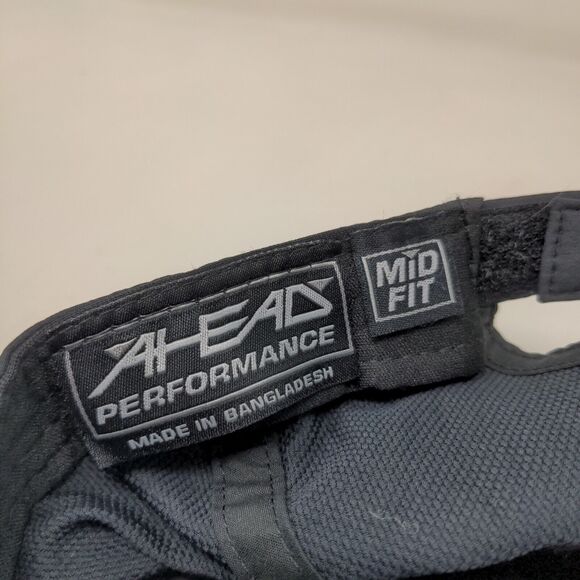 AHEAD
PERFORMANCE
MADE IN BANGLADESH
MiD
FIT